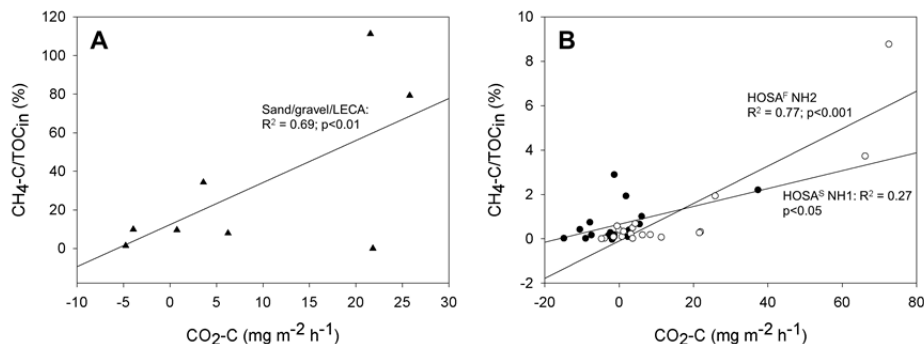 A
CH₄-C/TOCᵢₙ (%)
120
100
80
60
40
20
0
-20
Sand/gravel/LECA:
R² = 0.69; p<0.01
-10 -5 0 5 10 15 20 25 30
CO₂-C (mg m⁻² h⁻¹)
B
CH₄-C/TOCᵢₙ (%)
10
8
6
4
2
0
-2
HOSAᶠ NH2
R² = 0.77; p<0.001
HOSAˢ NH1: R² = 0.27
p<0.05
-20 0 20 40 60 80
CO₂-C (mg m⁻² h⁻¹)